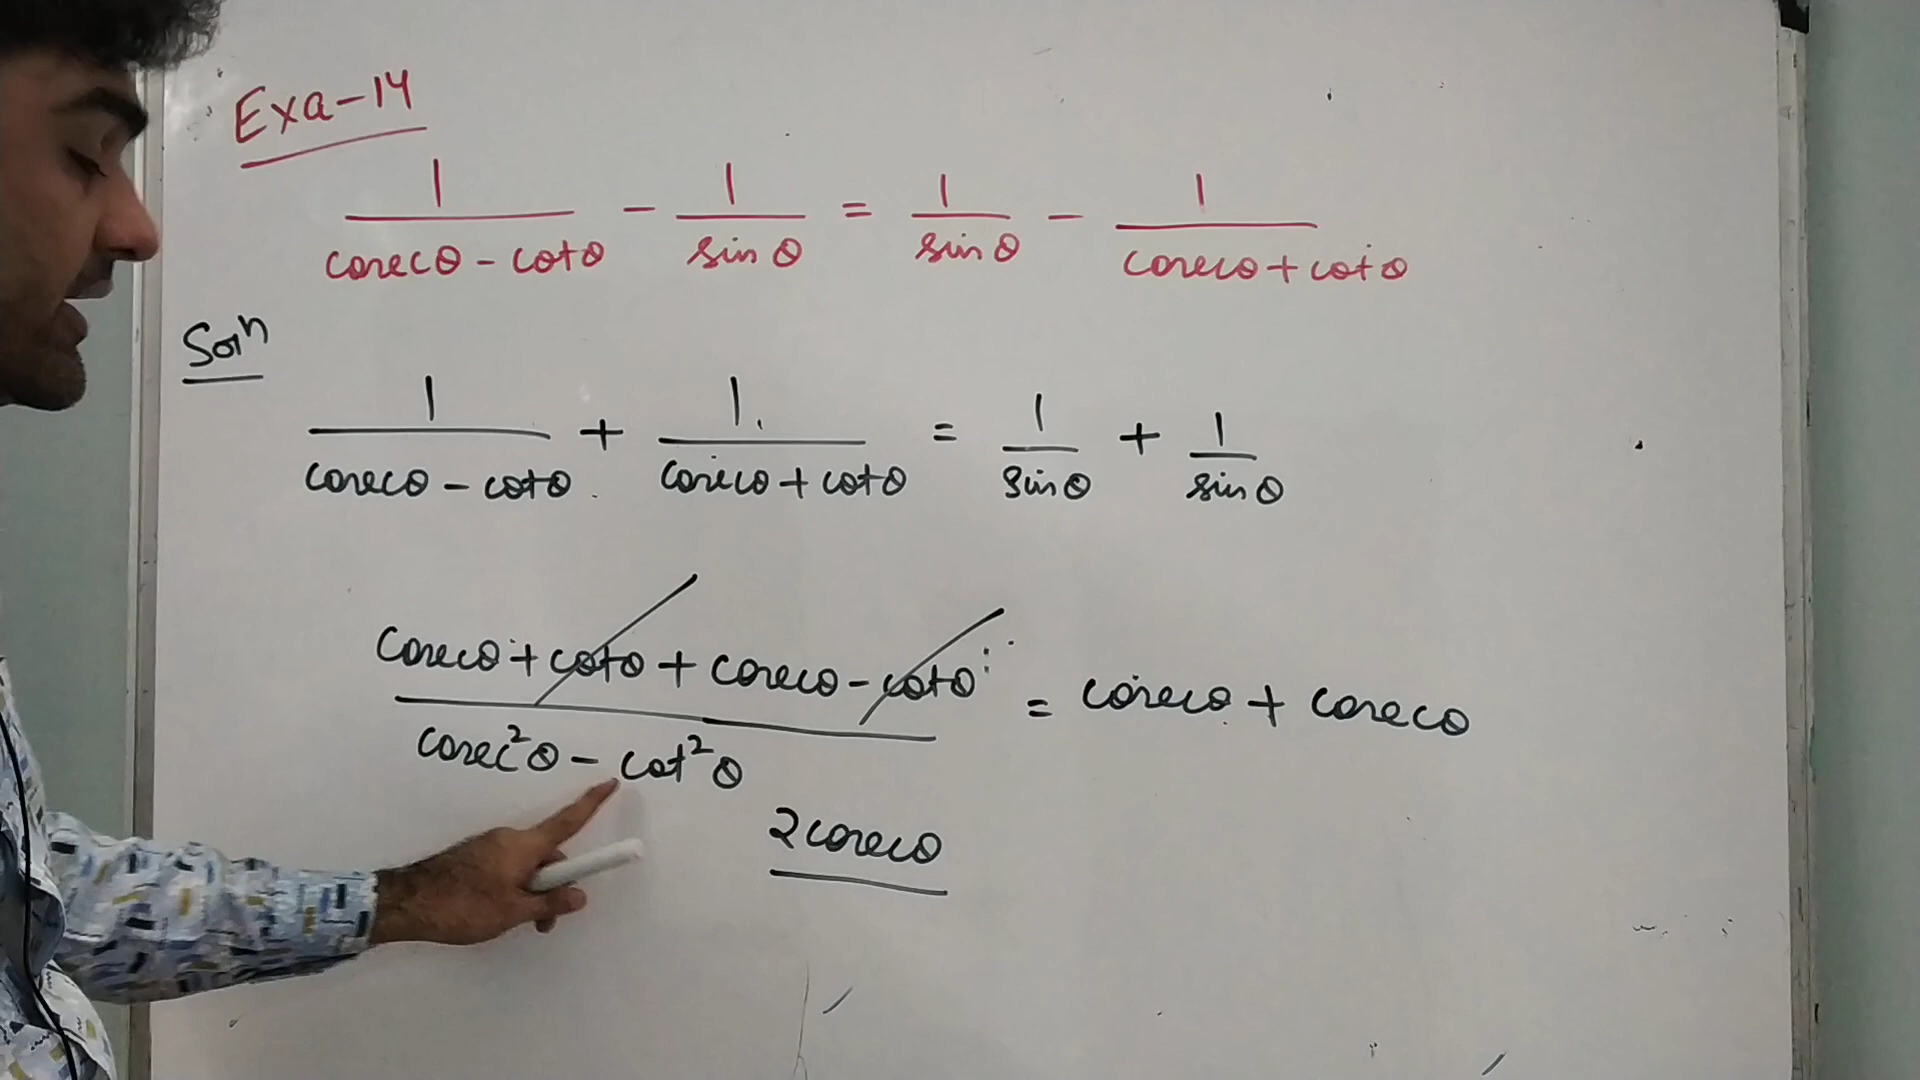 Exa-14
1/(cosecθ - cotθ) - 1/sinθ = 1/sinθ - 1/(cosecθ + cotθ)
Solⁿ
1/(cosecθ - cotθ) + 1/(cosecθ + cotθ) = 1/sinθ + 1/sinθ
(cosecθ + cotθ + cosecθ - cotθ)/(cosec²θ - cot²θ) = cosecθ + cosecθ
2cosecθ